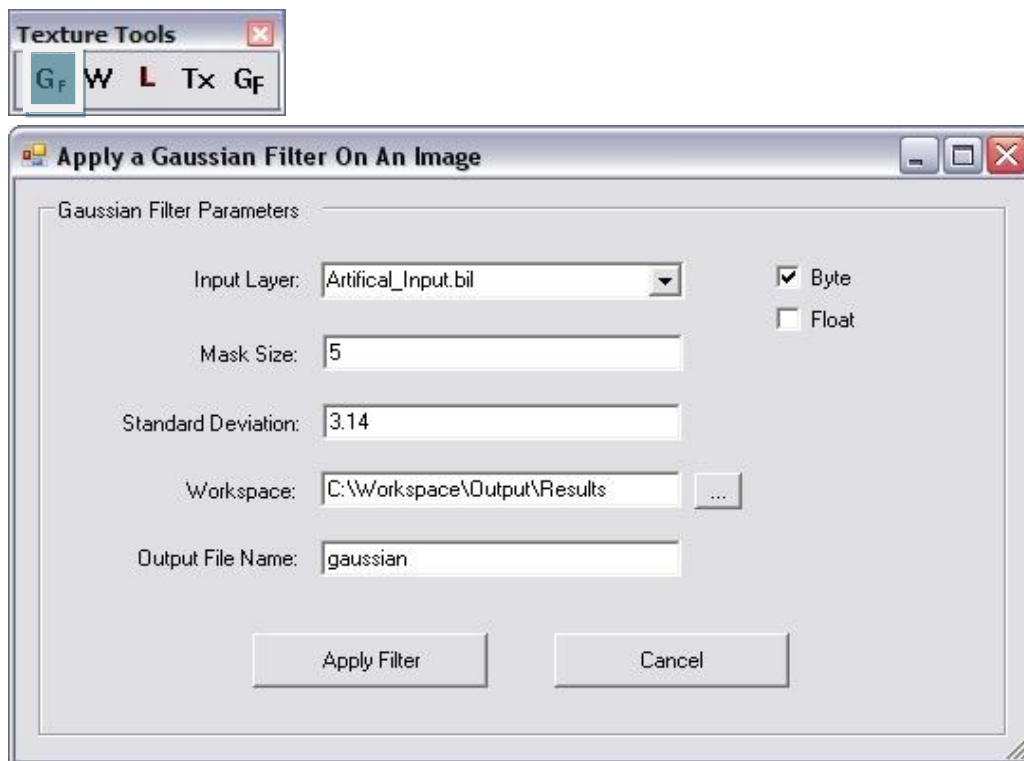 Texture Tools
GF W L Tx GF
Apply a Gaussian Filter On An Image
Gaussian Filter Parameters
Input Layer: Artifical_Input.bil
Byte
Float
Mask Size: 5
Standard Deviation: 3.14
Workspace: C:\Workspace\Output\Results ...
Output File Name: gaussian
Apply Filter Cancel